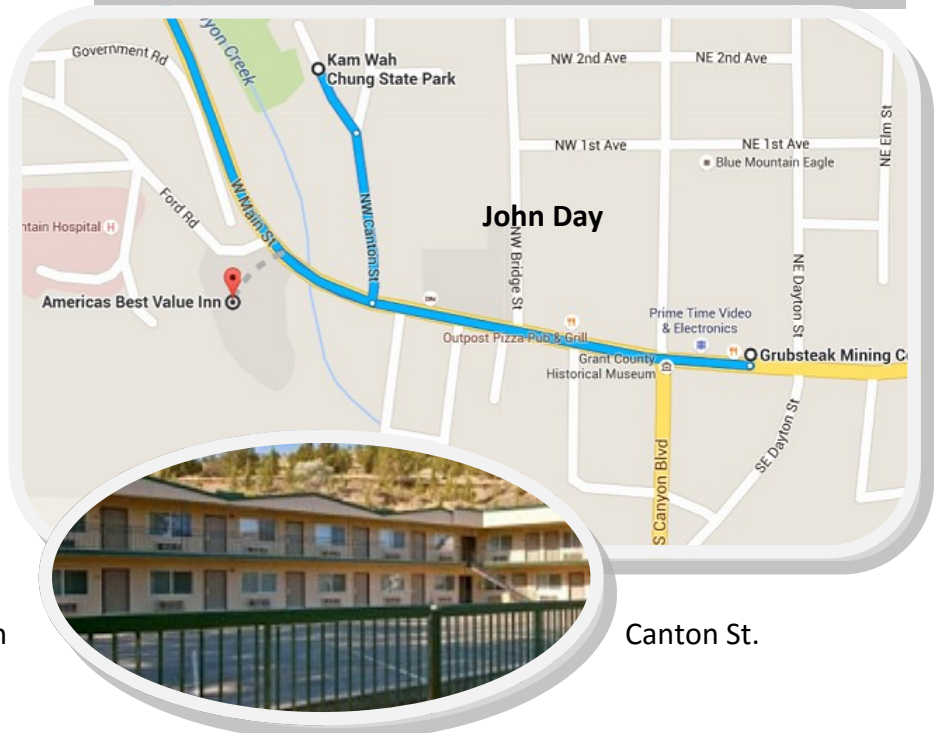 Government Rd
yon Creek
Kam Wah
Chung State Park
NW 2nd Ave
NE 2nd Ave
NW 1st Ave
NE 1st Ave
NE Elm St
Blue Mountain Eagle
Ford Rd
W Main St
NW Canton St
John Day
ntain Hospital H
NW Bridge St
NE Dayton St
Americas Best Value Inn
Prime Time Video
& Electronics
Outpost Pizza Pub & Grill
Grant County
Historical Museum
Grubsteak Mining Co
SE Dayton St
S Canyon Blvd
n
Canton St.